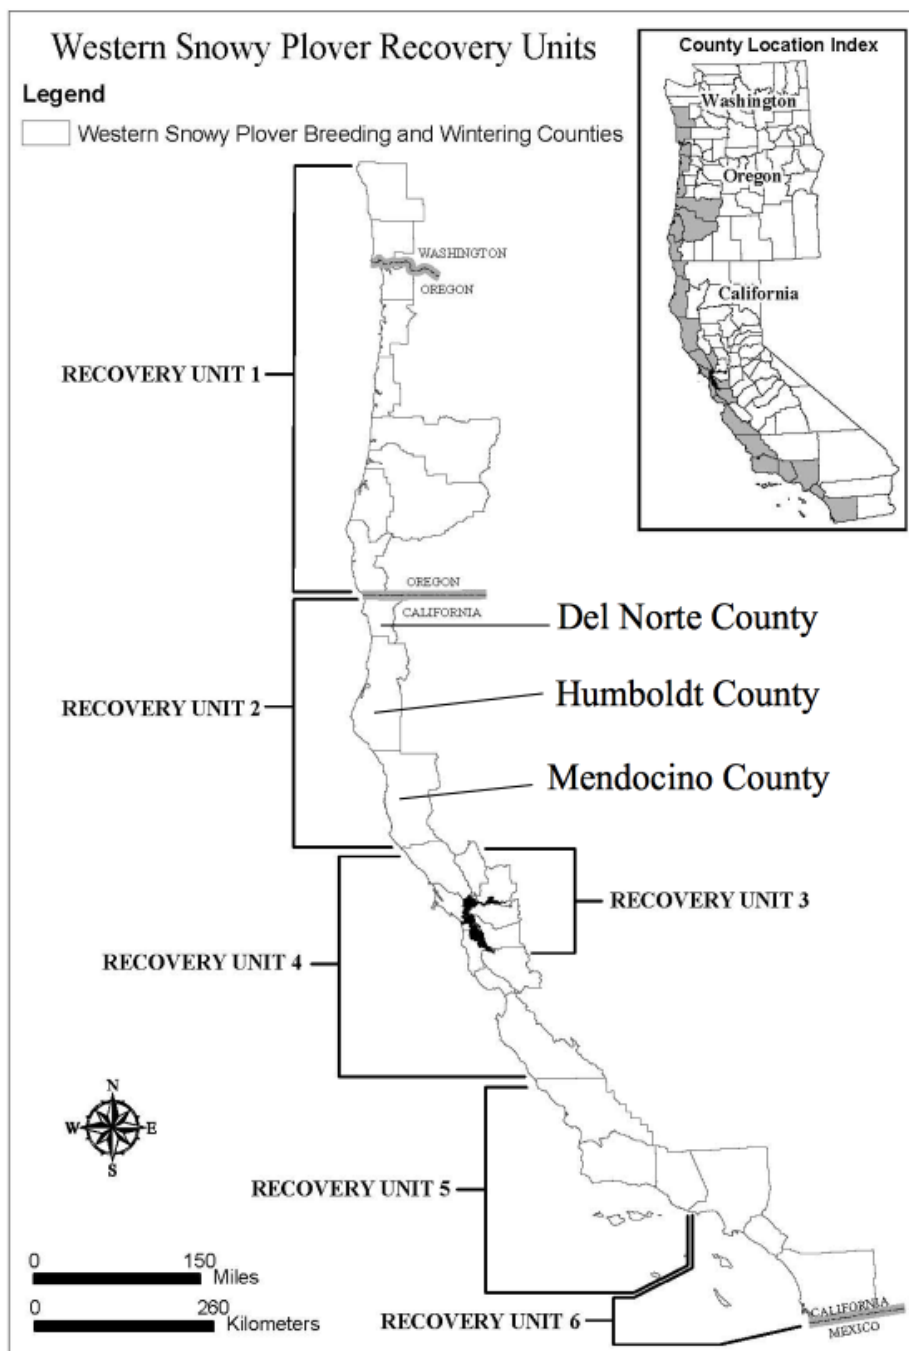 Western Snowy Plover Recovery Units
Legend
Western Snowy Plover Breeding and Wintering Counties
County Location Index
Washington
Oregon
California
WASHINGTON
OREGON
RECOVERY UNIT 1
OREGON
CALIFORNIA
Del Norte County
Humboldt County
RECOVERY UNIT 2
Mendocino County
RECOVERY UNIT 3
RECOVERY UNIT 4
N
W E
S
RECOVERY UNIT 5
0 150
Miles
0 260
Kilometers
RECOVERY UNIT 6
CALIFORNIA
MEXICO